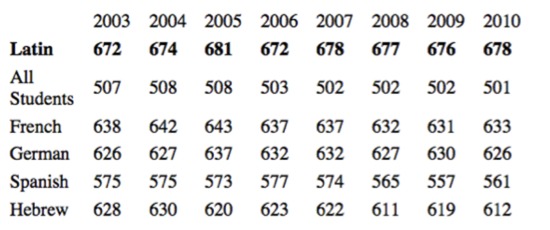 2003 2004 2005 2006 2007 2008 2009 2010
Latin 672 674 681 672 678 677 676 678
All
Students 507 508 508 503 502 502 502 501
French 638 642 643 637 637 632 631 633
German 626 627 637 632 632 627 630 626
Spanish 575 575 573 577 574 565 557 561
Hebrew 628 630 620 623 622 611 619 612